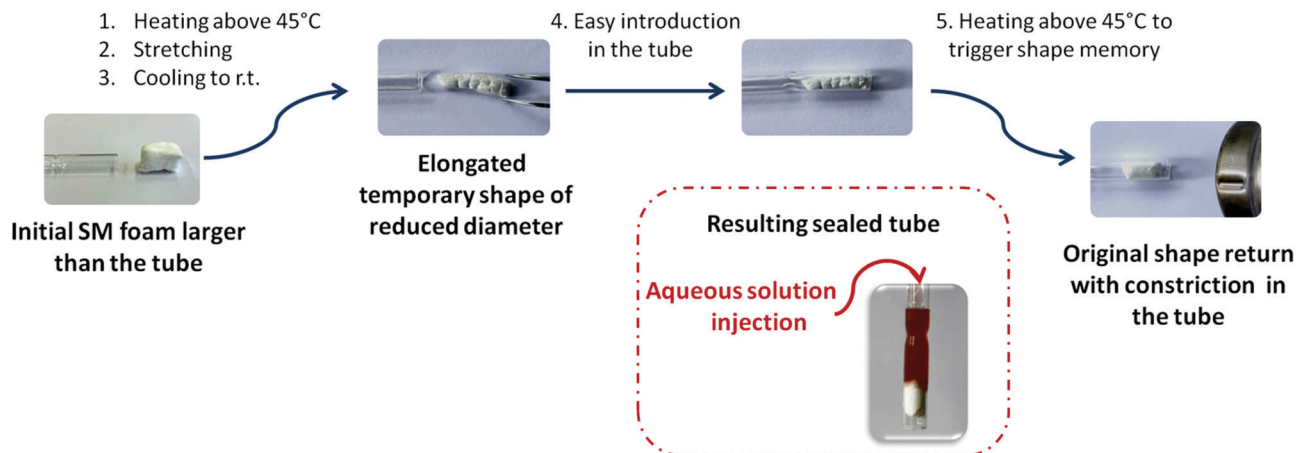 1. Heating above 45°C
2. Stretching
3. Cooling to r.t.
4. Easy introduction
in the tube
5. Heating above 45°C to
trigger shape memory
Initial SM foam larger
than the tube
Elongated
temporary shape of
reduced diameter
Resulting sealed tube
Aqueous solution
injection
Original shape return
with constriction in
the tube